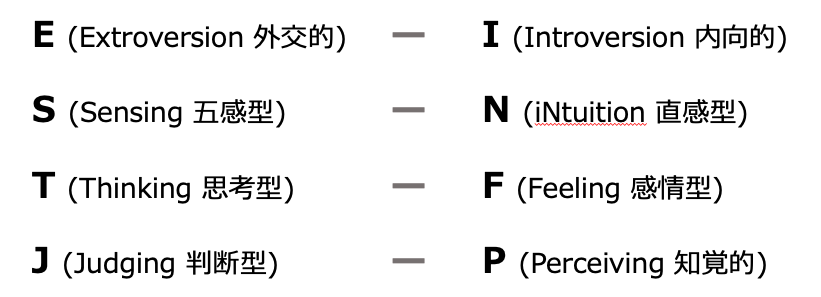 E (Extroversion 外交的) — I (Introversion 内向的)
S (Sensing 五感型) — N (iNtuition 直感型)
T (Thinking 思考型) — F (Feeling 感情型)
J (Judging 判断型) — P (Perceiving 知覚的)